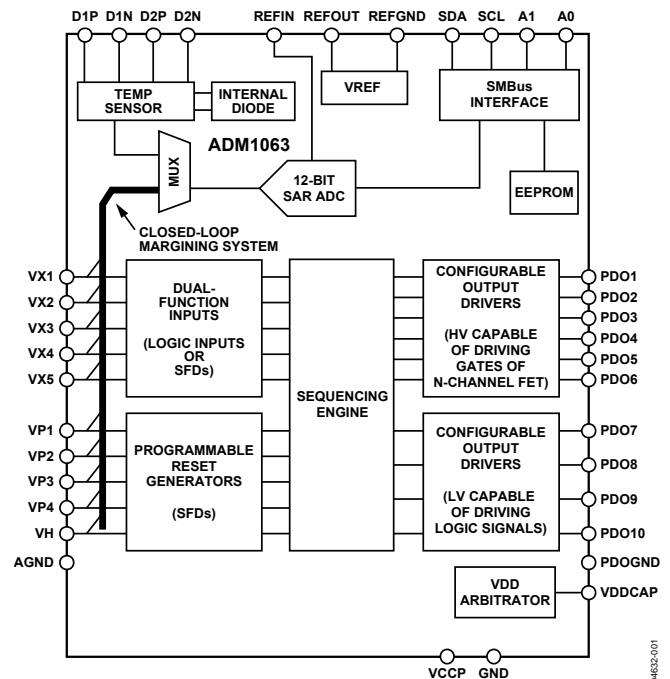 D1P D1N D2P D2N REFIN REFOUT REFGND SDA SCL A1 A0
TEMP
SENSOR
INTERNAL
DIODE
VREF
SMBus
INTERFACE
ADM1063
MUX
12-BIT
SAR ADC
EEPROM
CLOSED-LOOP
MARGINING SYSTEM
VX1
VX2
VX3
VX4
VX5
DUAL-
FUNCTION
INPUTS
(LOGIC INPUTS
OR
SFDs)
VP1
VP2
VP3
VP4
VH
AGND
PROGRAMMABLE
RESET
GENERATORS
(SFDs)
SEQUENCING
ENGINE
CONFIGURABLE
OUTPUT
DRIVERS
(HV CAPABLE
OF DRIVING
GATES OF
N-CHANNEL FET)
PDO1
PDO2
PDO3
PDO4
PDO5
PDO6
CONFIGURABLE
OUTPUT
DRIVERS
(LV CAPABLE
OF DRIVING
LOGIC SIGNALS)
PDO7
PDO8
PDO9
PDO10
PDOGND
VDD
ARBITRATOR
VDDCAP
VCCP GND
04632-001